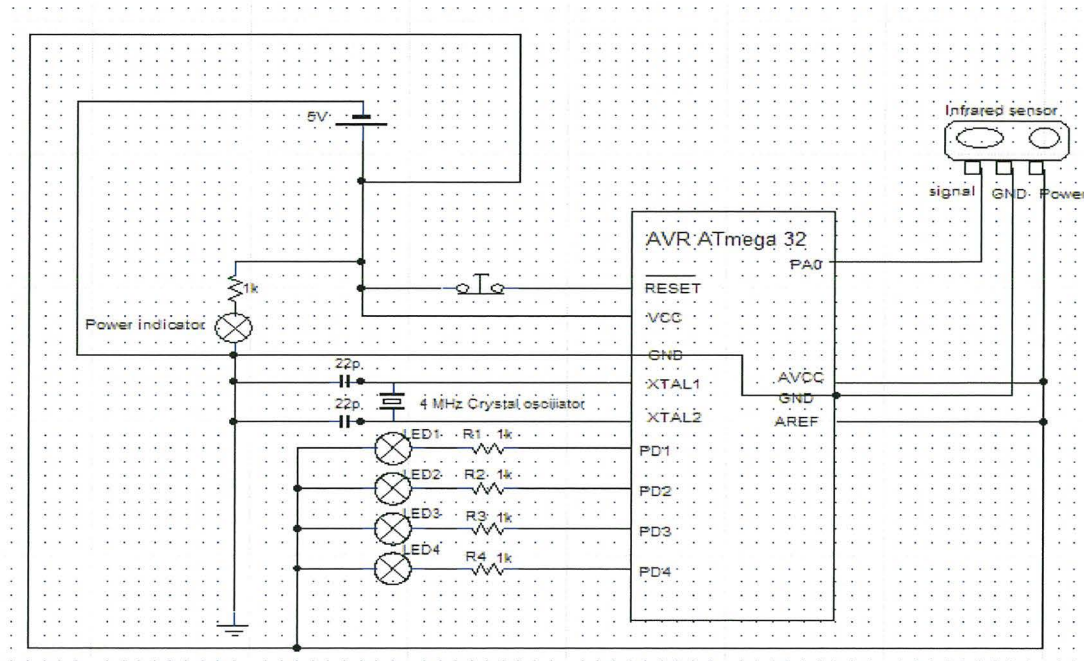 5V
Infrared sensor
signal GND Power
AVR ATmega 32
PA0
1k
RESET
Power indicator
VCC
GND
22p
XTAL1
AVCC
GND
22p
4 MHz Crystal oscillator
XTAL2
AREF
LED1 R1 1k
PD1
LED2 R2 1k
PD2
LED3 R3 1k
PD3
LED4 R4 1k
PD4